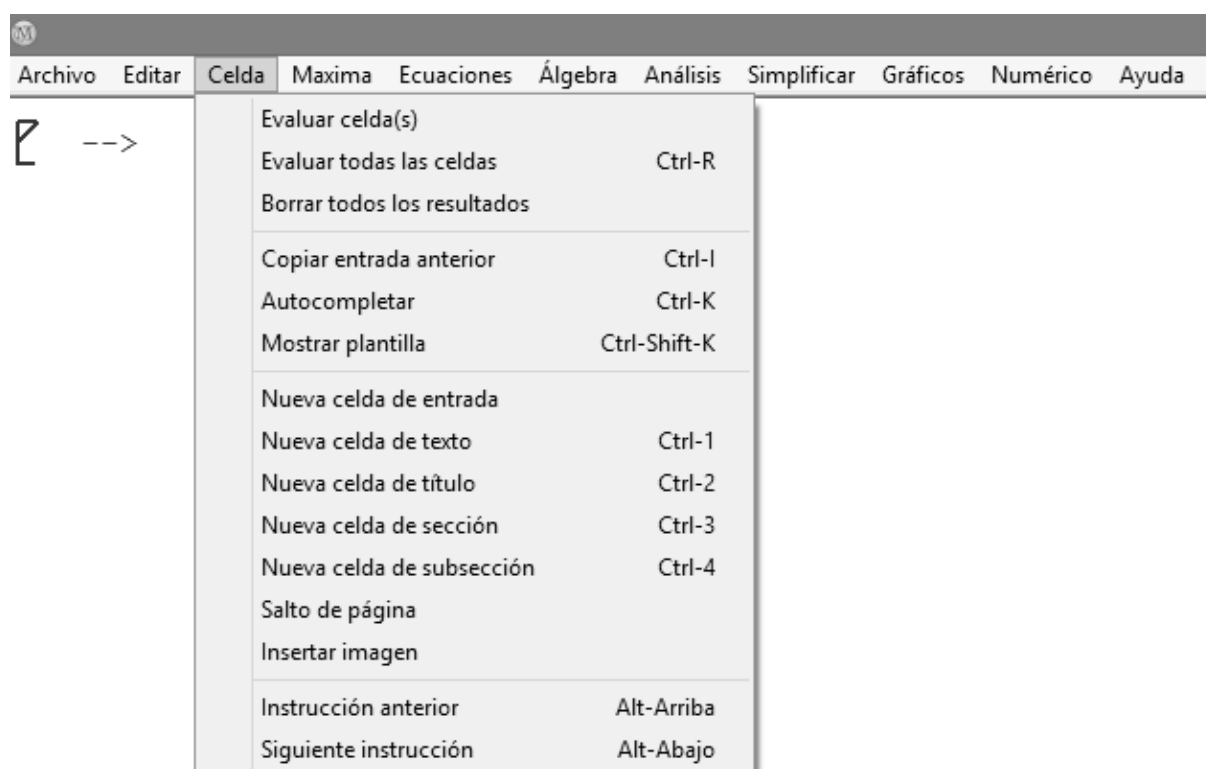 Archivo Editar Celda Maxima Ecuaciones Álgebra Análisis Simplificar Gráficos Numérico Ayuda
-->
Evaluar celda(s)
Evaluar todas las celdas Ctrl-R
Borrar todos los resultados
Copiar entrada anterior Ctrl-I
Autocompletar Ctrl-K
Mostrar plantilla Ctrl-Shift-K
Nueva celda de entrada
Nueva celda de texto Ctrl-1
Nueva celda de título Ctrl-2
Nueva celda de sección Ctrl-3
Nueva celda de subsección Ctrl-4
Salto de página
Insertar imagen
Instrucción anterior Alt-Arriba
Siguiente instrucción Alt-Abajo